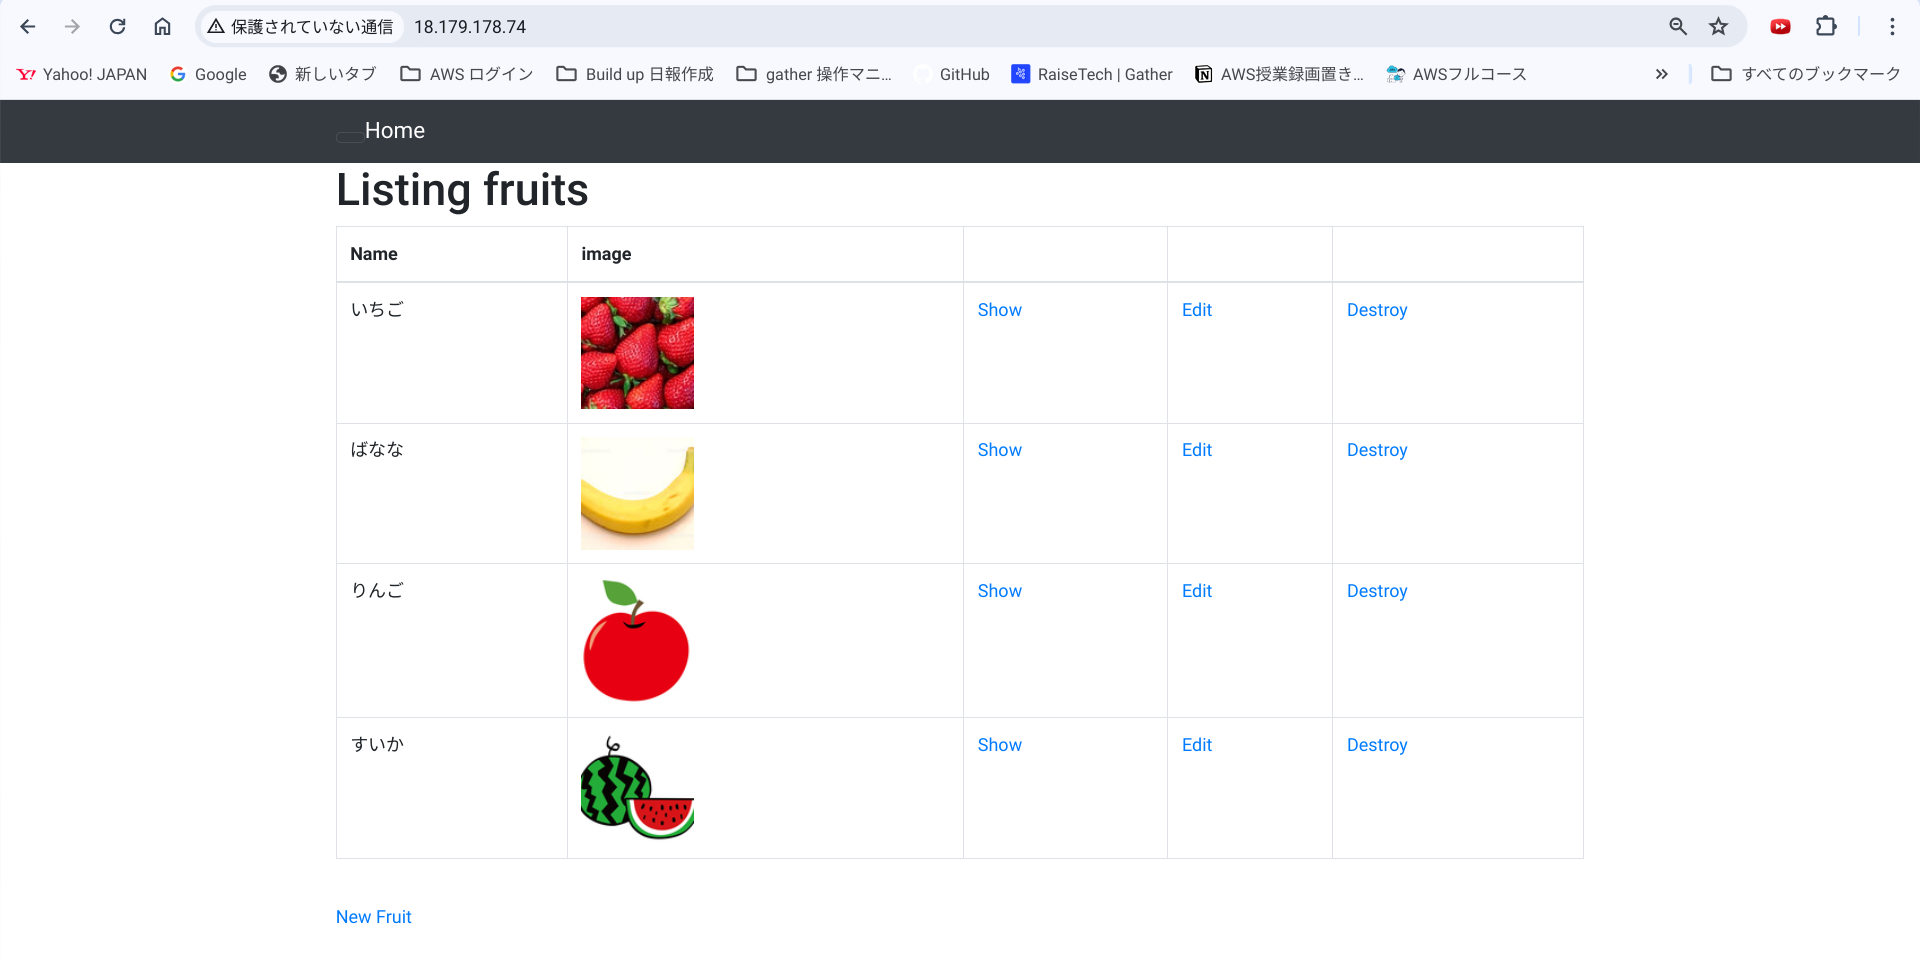 保護されていない通信 18.179.178.74
Yahoo! JAPAN Google 新しいタブ AWS ログイン Build up 日報作成 gather 操作マニ... GitHub RaiseTech | Gather AWS授業録画置き... AWSフルコース » すべてのブックマーク
Home
Listing fruits
Name image
いちご Show Edit Destroy
ばなな Show Edit Destroy
りんご Show Edit Destroy
すいか Show Edit Destroy
New Fruit